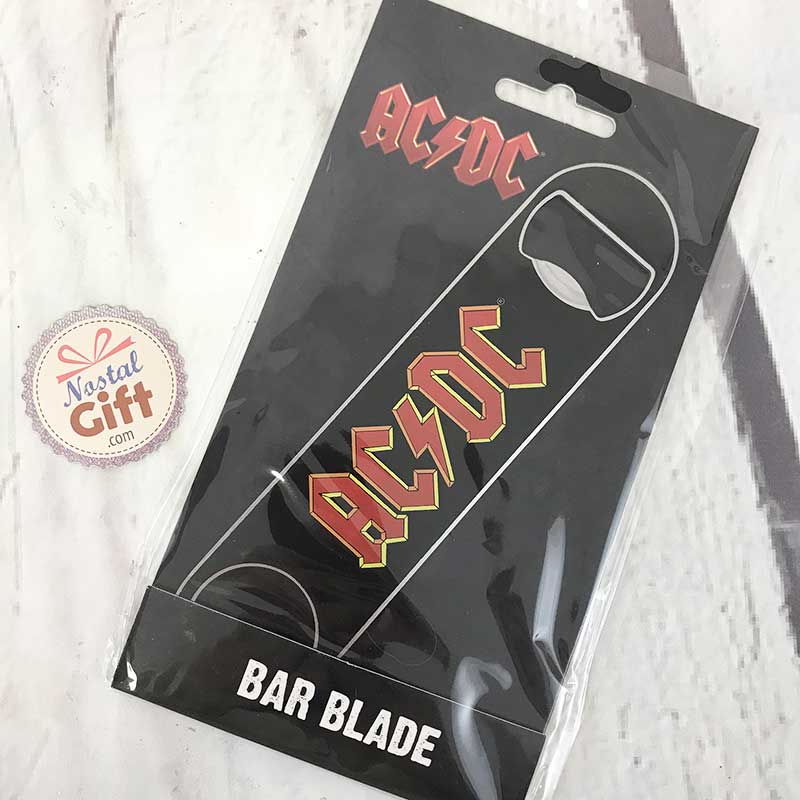 AC⚡DC
AC⚡DC®
BAR BLADE
Nostal
Gift
.com